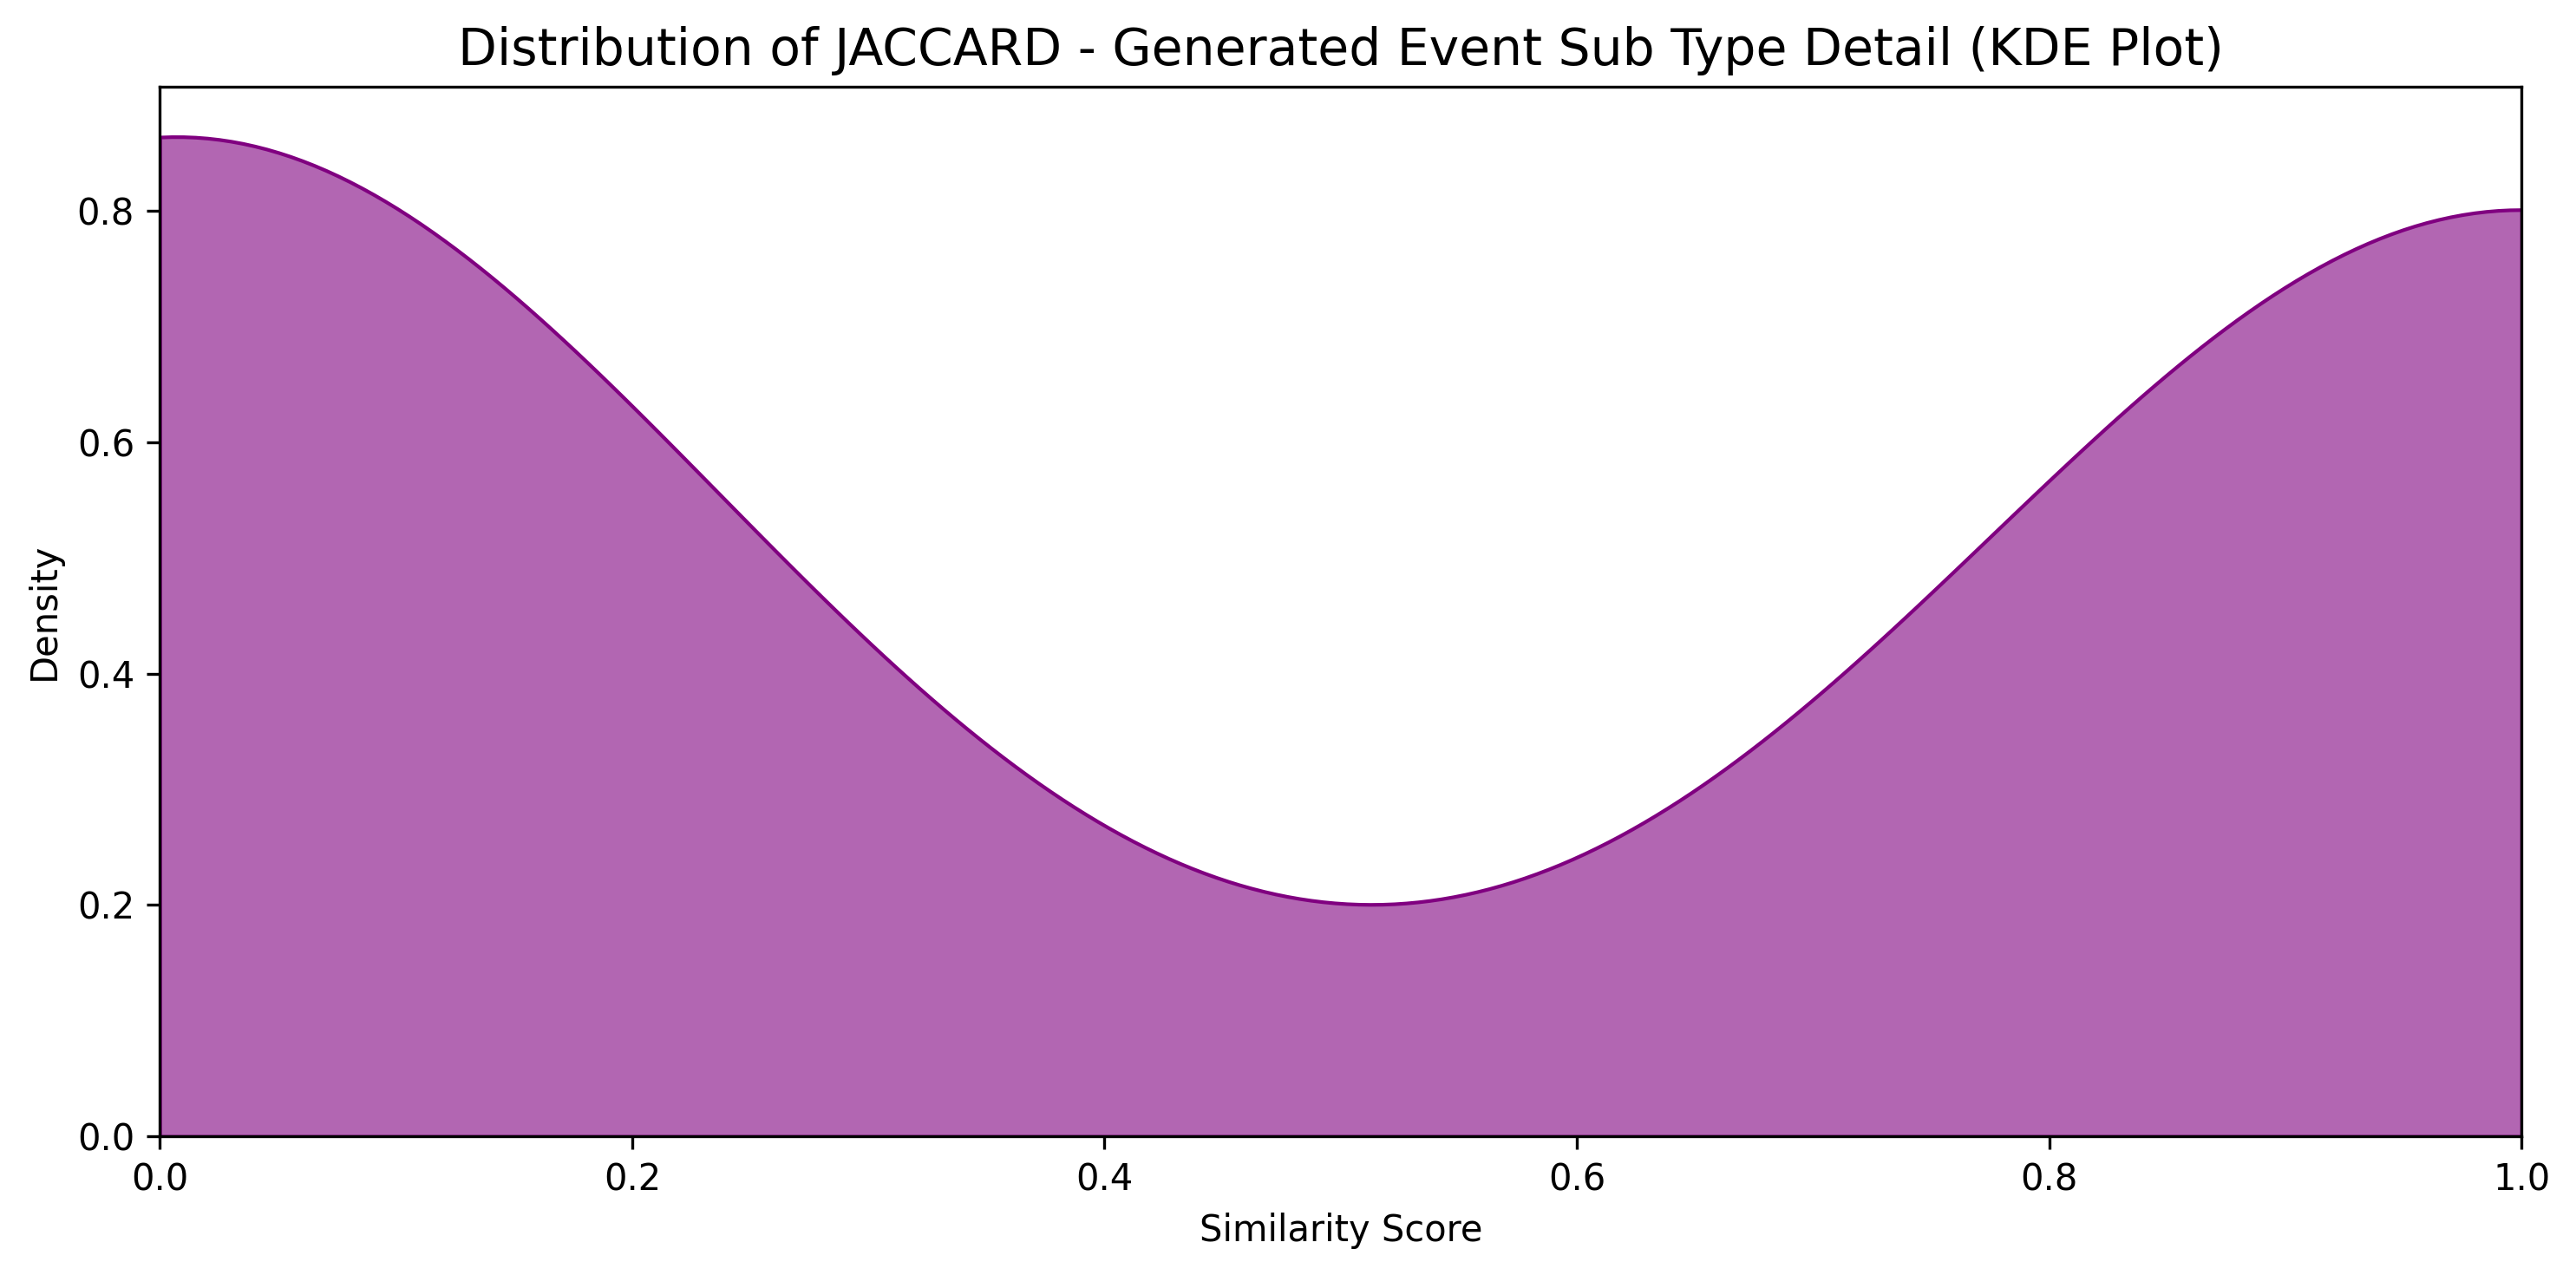 Distribution of JACCARD - Generated Event Sub Type Detail (KDE Plot)
Density
0.8
0.6
0.4
0.2
0.0
0.0 0.2 0.4 0.6 0.8 1.0
Similarity Score